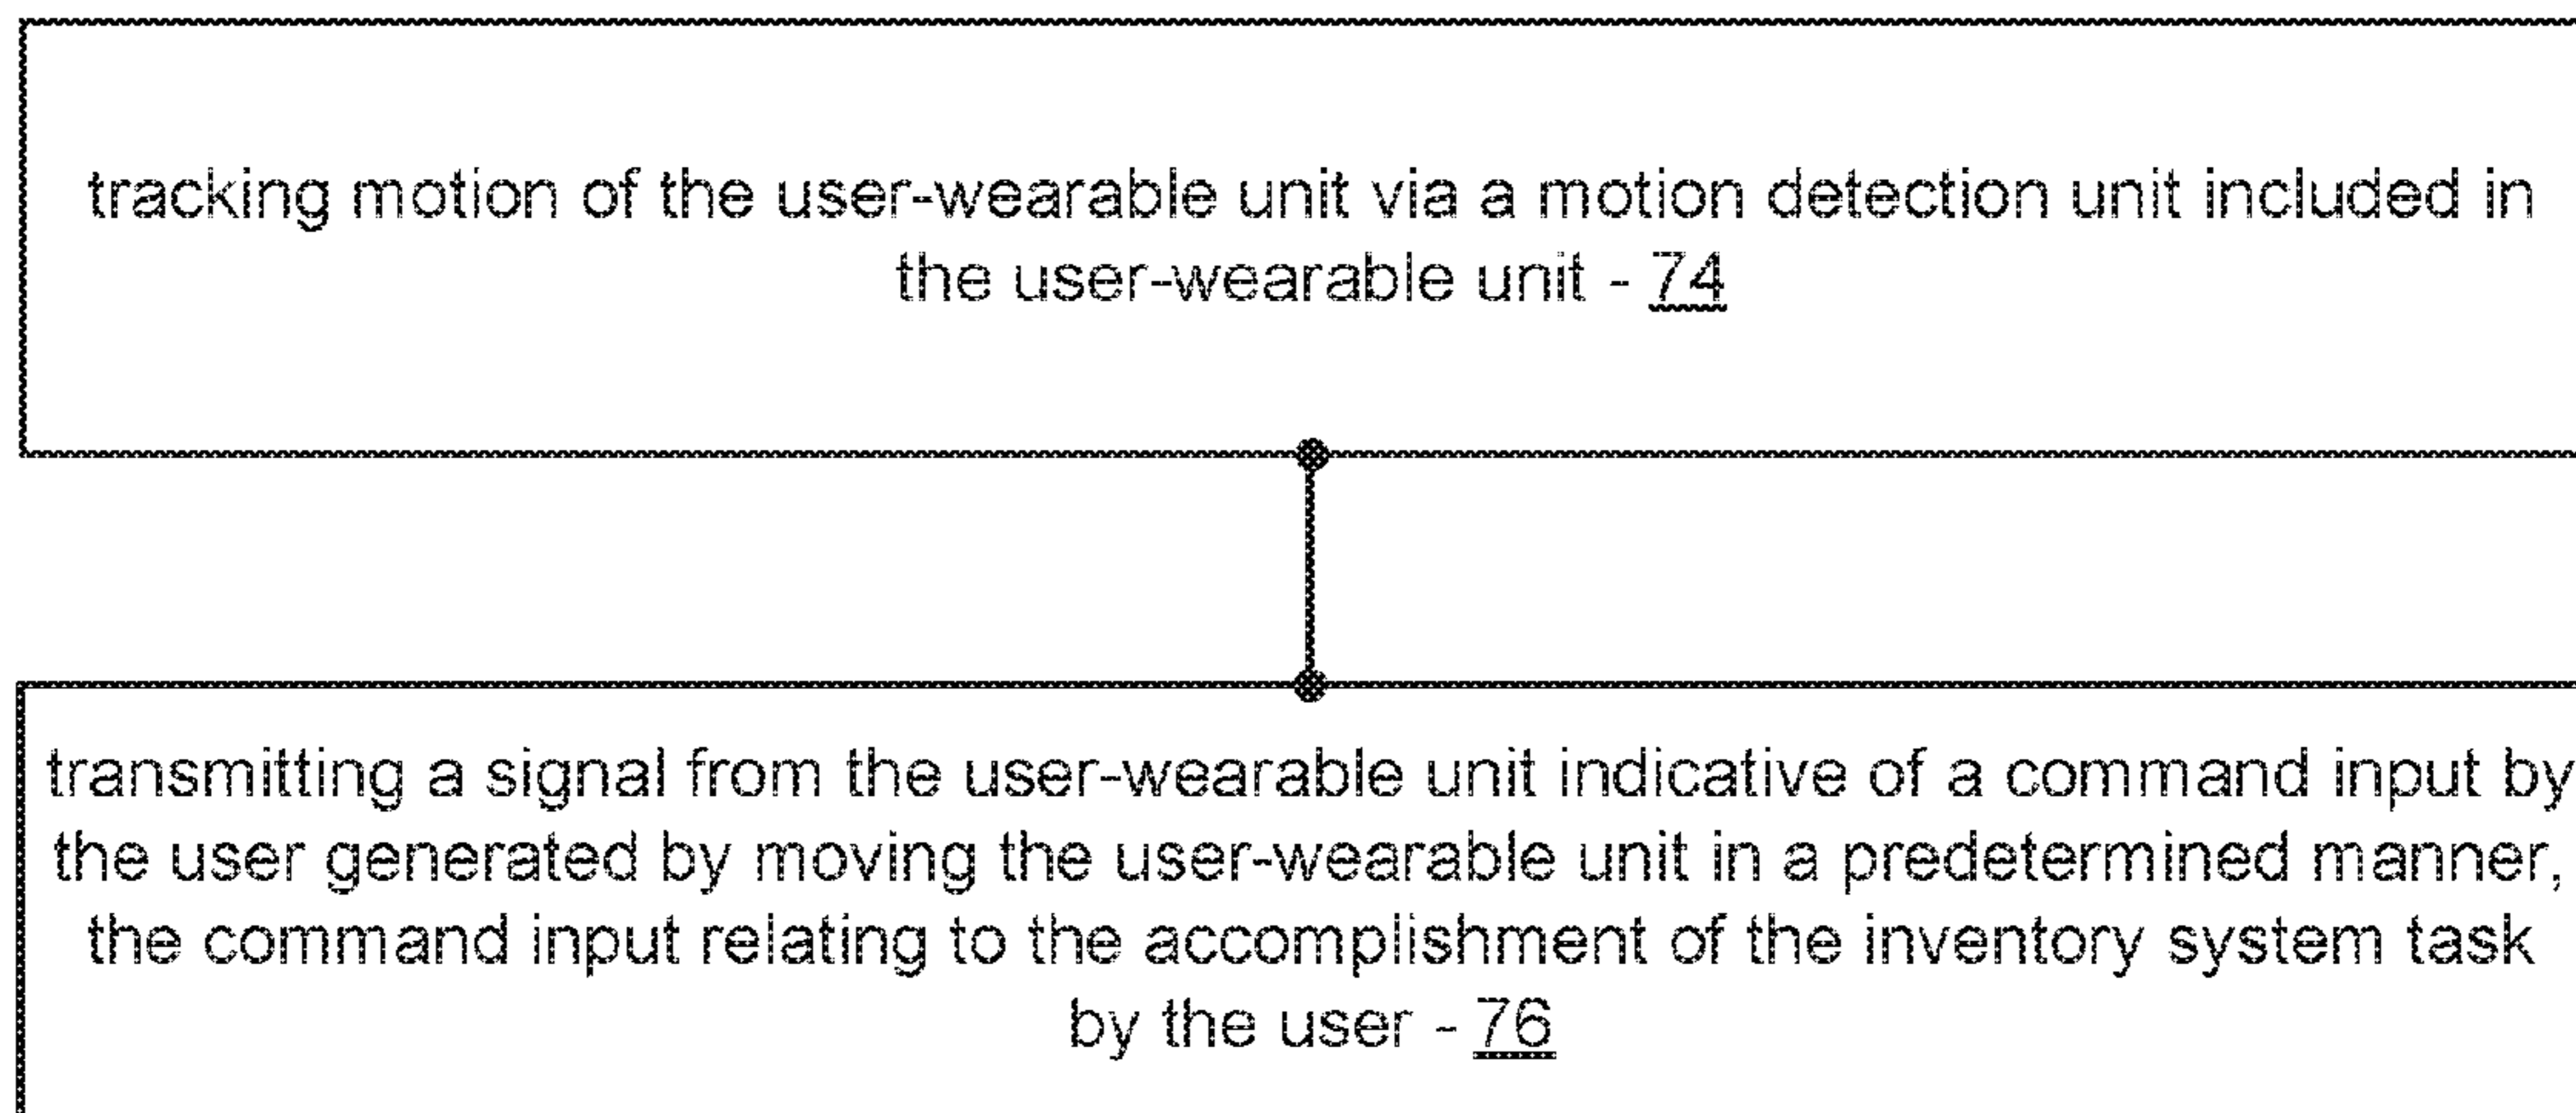 tracking motion of the user-wearable unit via a motion detection unit included in
the user-wearable unit - 74
transmitting a signal from the user-wearable unit indicative of a command input by
the user generated by moving the user-wearable unit in a predetermined manner,
the command input relating to the accomplishment of the inventory system task
by the user - 76